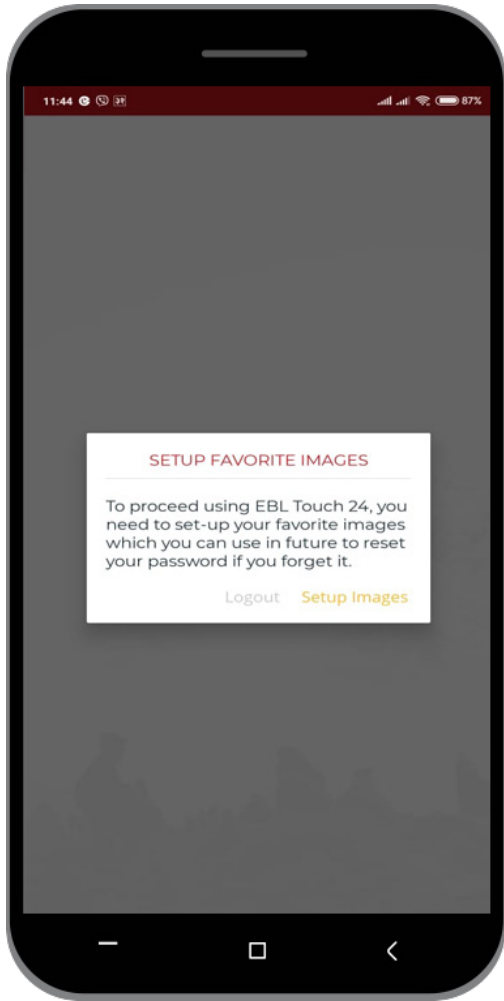 11:44
87%
SETUP FAVORITE IMAGES
To proceed using EBL Touch 24, you
need to set-up your favorite images
which you can use in future to reset
your password if you forget it.
Logout Setup Images